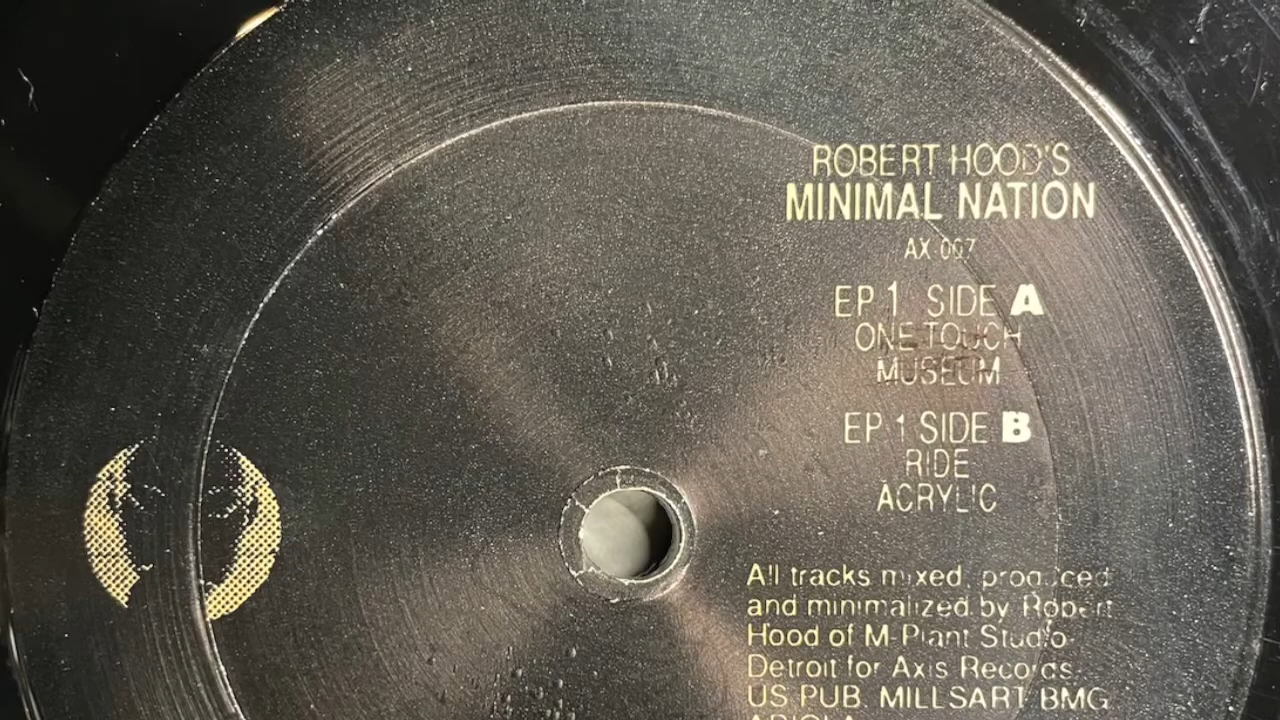 ROBERT HOOD'S
MINIMAL NATION
AX 007
EP 1 SIDE A
ONE TOUCH
MUSEUM
EP 1 SIDE B
RIDE
ACRYLIC
All tracks mixed, produced
and minimalized by Robert
Hood of M-Plant Studio
Detroit for Axis Records.
US PUB. MILLSART BMG